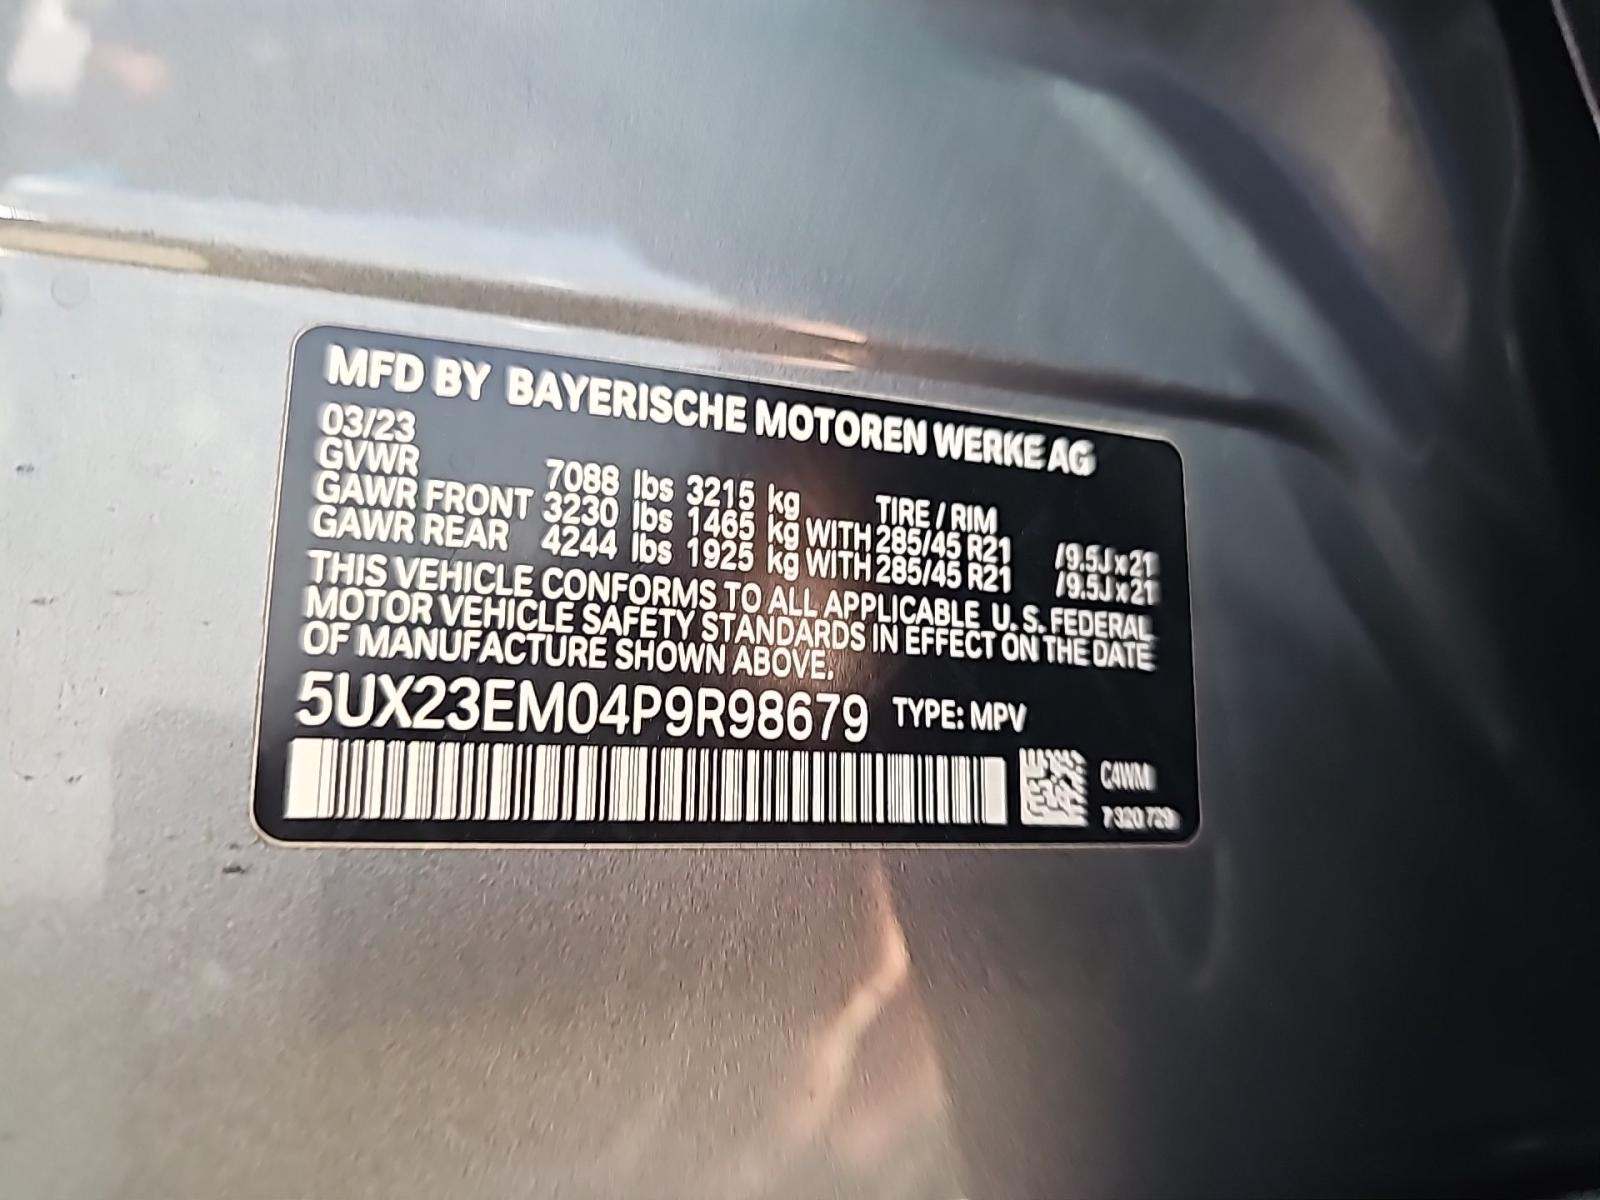 MFD BY BAYERISCHE MOTOREN WERKE AG
03/23
GVWR 7088 lbs 3215 kg TIRE / RIM
GAWR FRONT 3230 lbs 1465 kg WITH 285/45 R21 /9.5J x 21
GAWR REAR 4244 lbs 1925 kg WITH 285/45 R21 /9.5J x 21
THIS VEHICLE CONFORMS TO ALL APPLICABLE U. S. FEDERAL
MOTOR VEHICLE SAFETY STANDARDS IN EFFECT ON THE DATE
OF MANUFACTURE SHOWN ABOVE.
5UX23EM04P9R98679 TYPE: MPV
C4WM
7 320 729